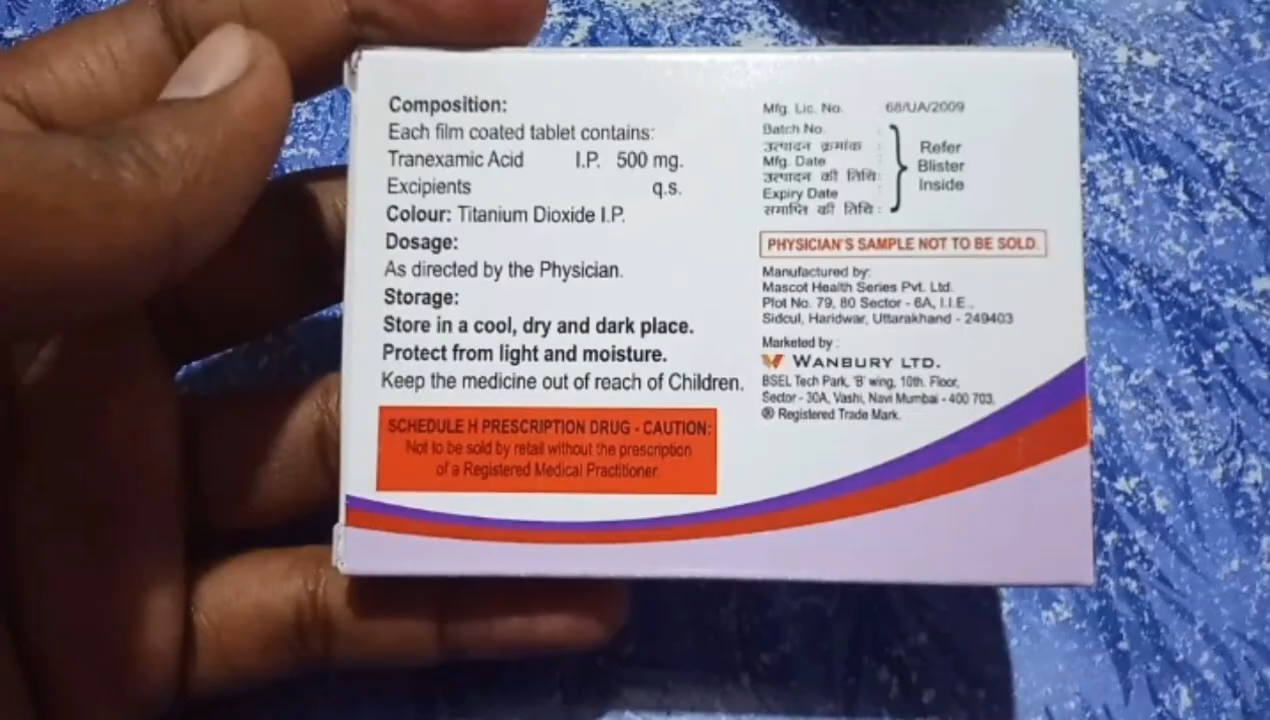 Composition:
Each film coated tablet contains:
Tranexamic Acid I.P. 500 mg.
Excipients q.s.
Colour: Titanium Dioxide I.P.
Dosage:
As directed by the Physician.
Storage:
Store in a cool, dry and dark place.
Protect from light and moisture.
Keep the medicine out of reach of Children.
SCHEDULE H PRESCRIPTION DRUG - CAUTION:
Not to be sold by retail without the prescription
of a Registered Medical Practitioner.
Mfg. Lic. No. 68/UA/2009
Batch No.
उत्पादन क्रमांक :
Mfg. Date :
उत्पादन की तिथि:
Expiry Date :
समाप्ति की तिथि :
Refer
Blister
Inside
PHYSICIAN'S SAMPLE NOT TO BE SOLD.
Manufactured by:
Mascot Health Series Pvt. Ltd.
Plot No. 79, 80 Sector - 6A, I.I.E.,
Sidcul, Haridwar, Uttarakhand - 249403
Marketed by :
WANBURY LTD.
BSEL Tech Park, 'B' wing, 10th. Floor,
Sector - 30A, Vashi, Navi Mumbai - 400 703.
® Registered Trade Mark.